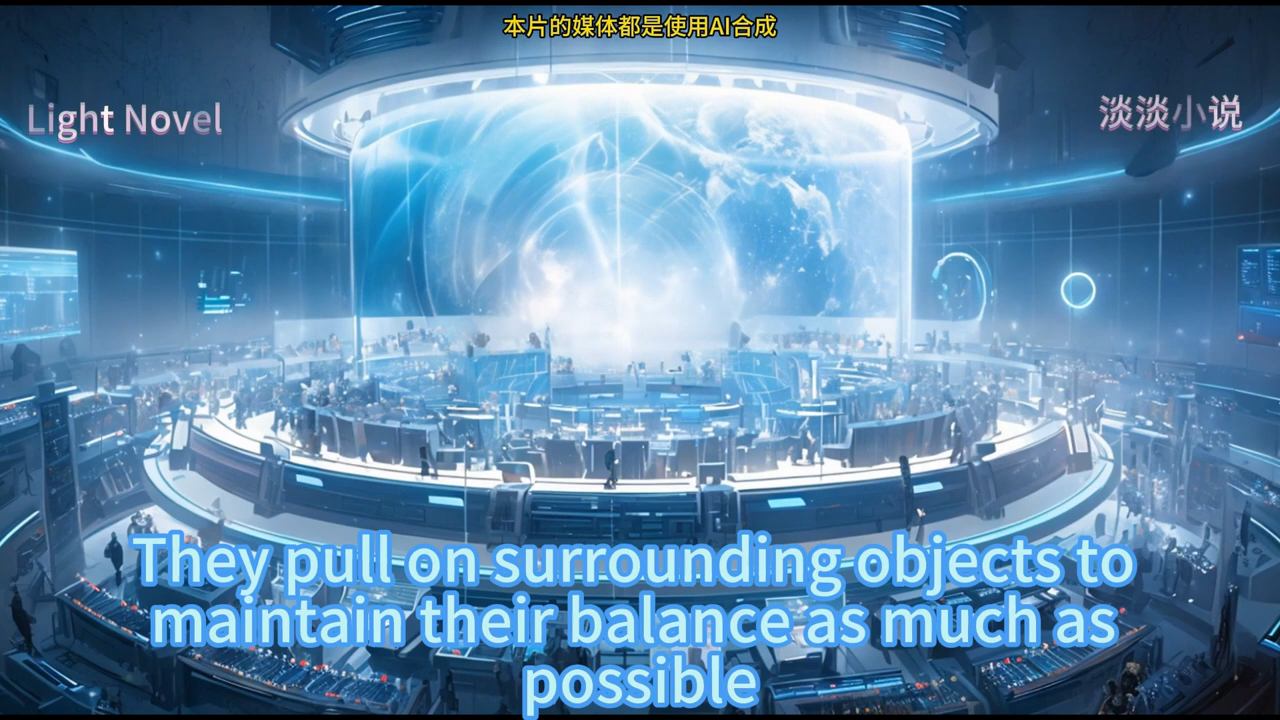 本片的媒体都是使用AI合成
Light Novel
淡淡小说
They pull on surrounding objects to
maintain their balance as much as
possible